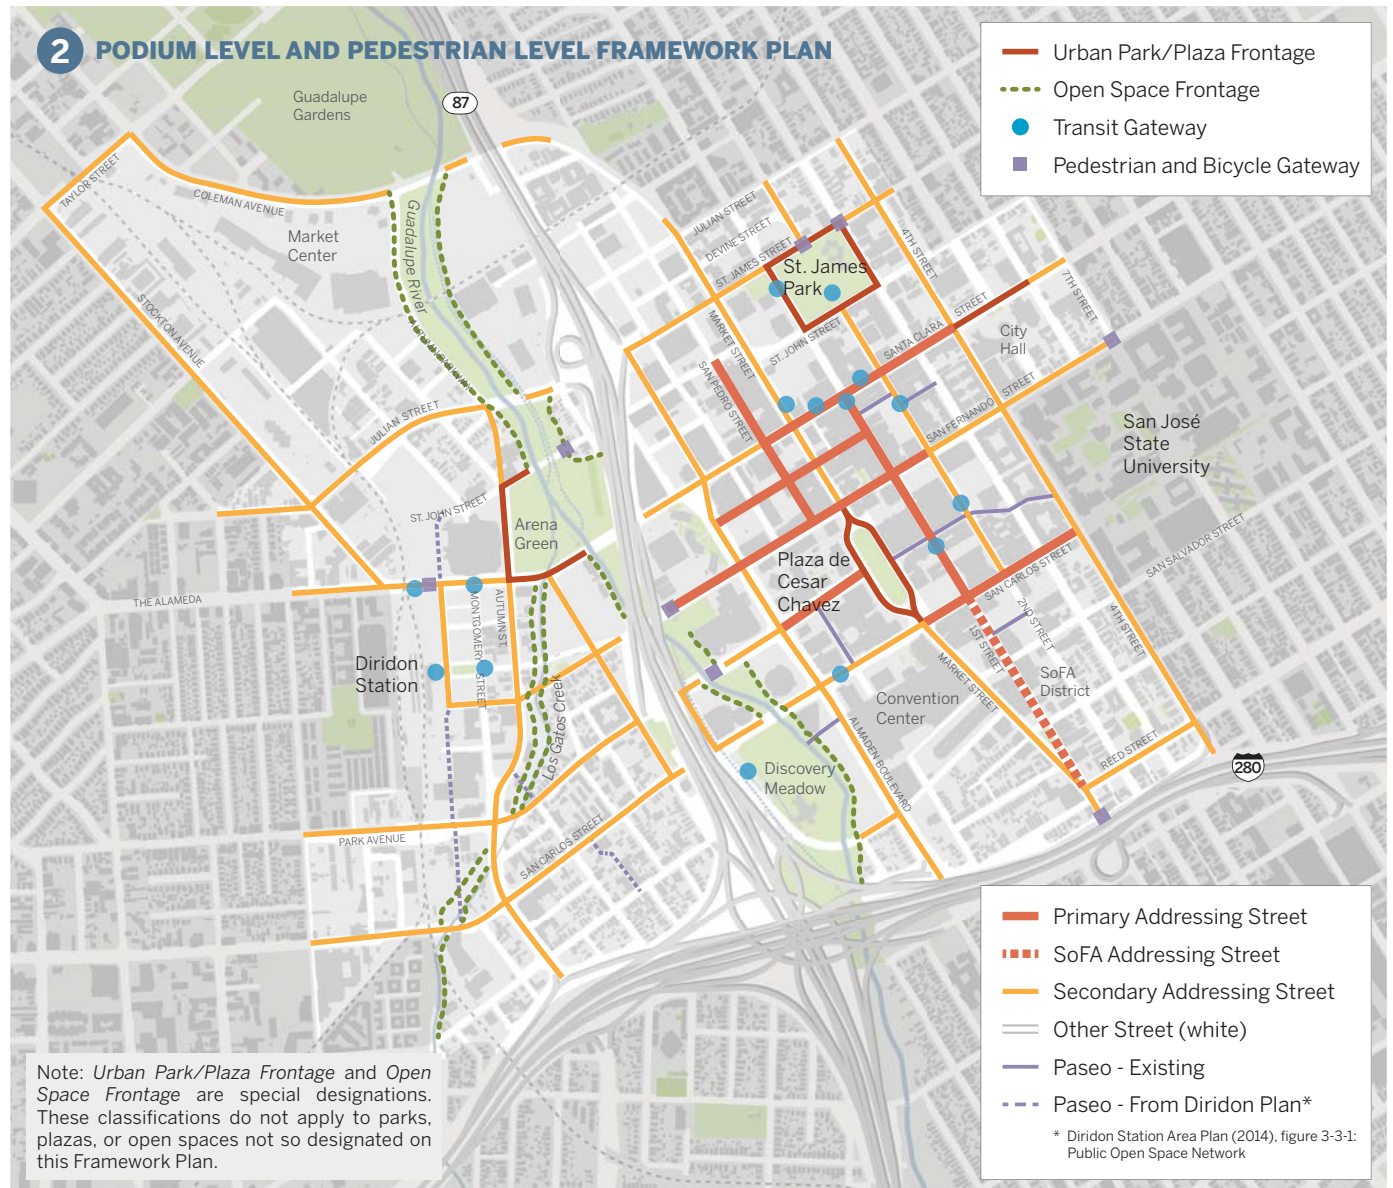 2 PODIUM LEVEL AND PEDESTRIAN LEVEL FRAMEWORK PLAN
Urban Park/Plaza Frontage
Open Space Frontage
Transit Gateway
Pedestrian and Bicycle Gateway
Guadalupe
Gardens
87
TAYLOR STREET
COLEMAN AVENUE
Market
Center
Guadalupe River
AUTUMN PARKWAY
STOCKTON AVENUE
JULIAN STREET
DEVINE STREET
ST. JAMES STREET
St. James
Park
4TH STREET
7TH STREET
MARKET STREET
ST. JOHN STREET
SANTA CLARA STREET
City
Hall
SAN PEDRO STREET
SAN FERNANDO STREET
San José
State
University
JULIAN STREET
ST. JOHN STREET
Arena
Green
Plaza de
Cesar
Chavez
SAN SALVADOR STREET
SAN CARLOS STREET
THE ALAMEDA
MONTGOMERY STREET
AUTUMN ST.
2ND STREET
1ST STREET
4TH STREET
Diridon
Station
Los Gatos Creek
MARKET STREET
SoFA
District
Convention
Center
ALMADEN BOULEVARD
REED STREET
280
Discovery
Meadow
PARK AVENUE
SAN CARLOS STREET
Primary Addressing Street
SoFA Addressing Street
Secondary Addressing Street
Other Street (white)
Paseo - Existing
Paseo - From Diridon Plan*
* Diridon Station Area Plan (2014), figure 3-3-1:
Public Open Space Network
Note: Urban Park/Plaza Frontage and Open
Space Frontage are special designations.
These classifications do not apply to parks,
plazas, or open spaces not so designated on
this Framework Plan.